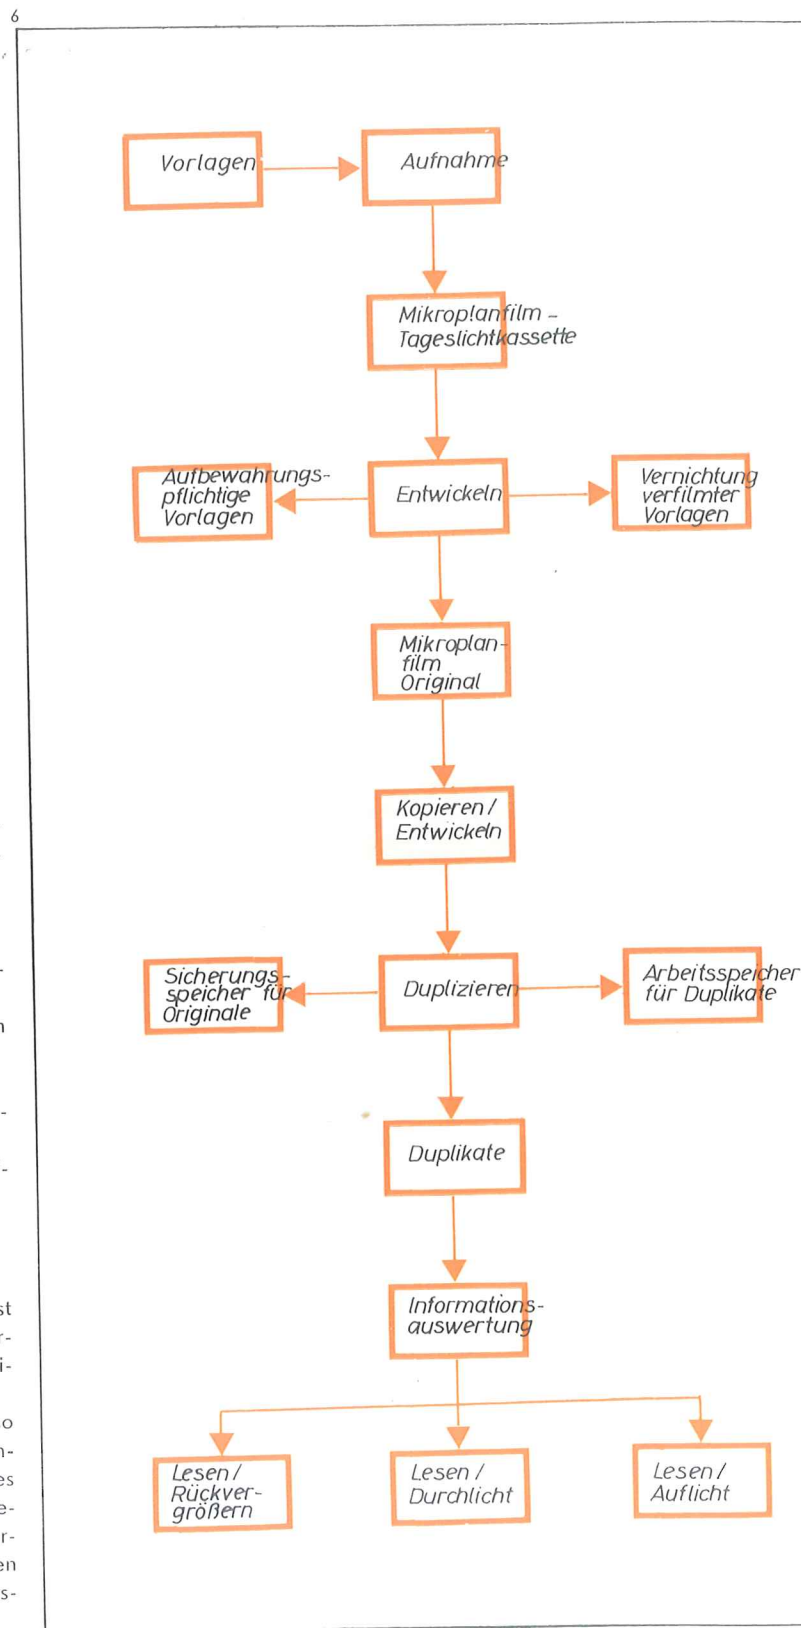 6
Vorlagen
Aufnahme
Mikroplanfilm -
Tageslichtkassette
Aufbewahrungs-
pflichtige
Vorlagen
Entwickeln
Vernichtung
verfilmter
Vorlagen
Mikroplan-
film
Original
Kopieren/
Entwickeln
Sicherungs-
speicher für
Originale
Duplizieren
Arbeitsspeicher
für Duplikate
Duplikate
Informations-
auswertung
Lesen/
Rückver-
größern
Lesen/
Durchlicht
Lesen/
Auflicht